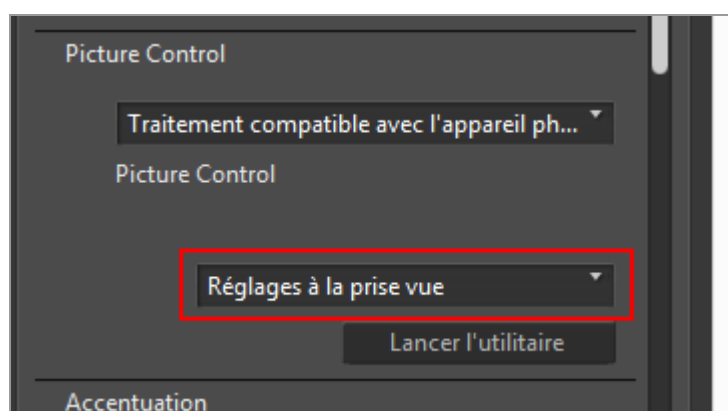 Picture Control
Traitement compatible avec l'appareil ph...
Picture Control
Réglages à la prise vue
Lancer l'utilitaire
Accentuation